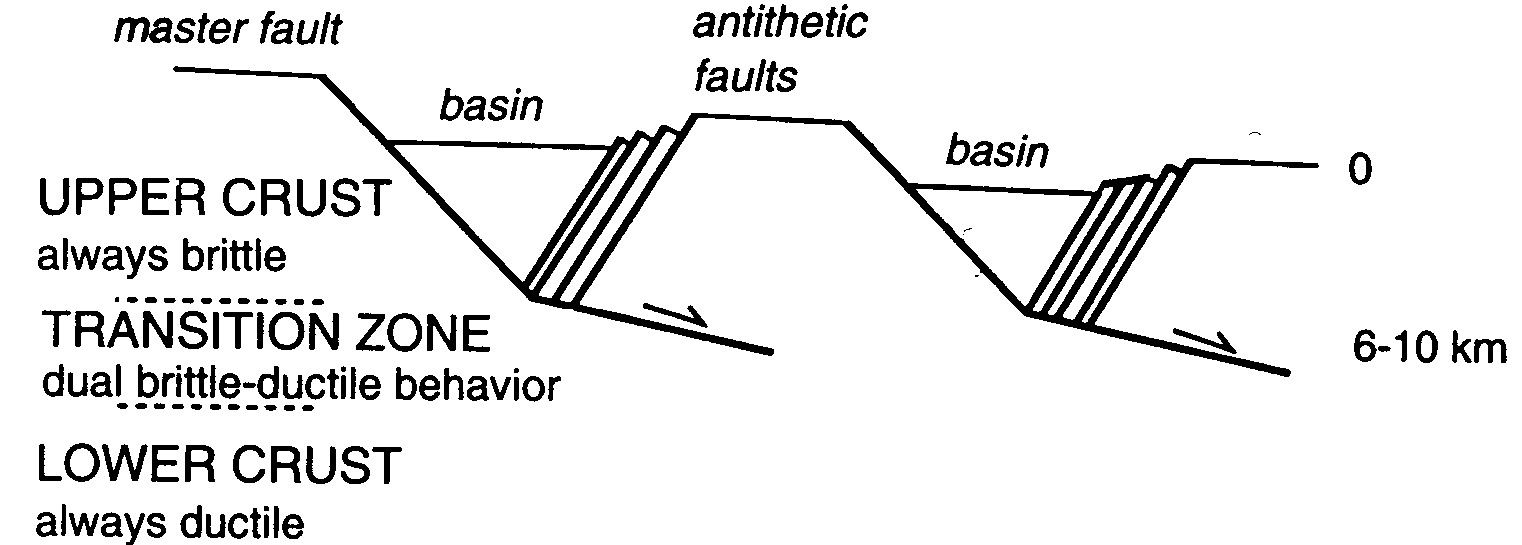 master fault
antithetic
faults
basin
basin
0
UPPER CRUST
always brittle
TRANSITION ZONE
dual brittle-ductile behavior
6-10 km
LOWER CRUST
always ductile